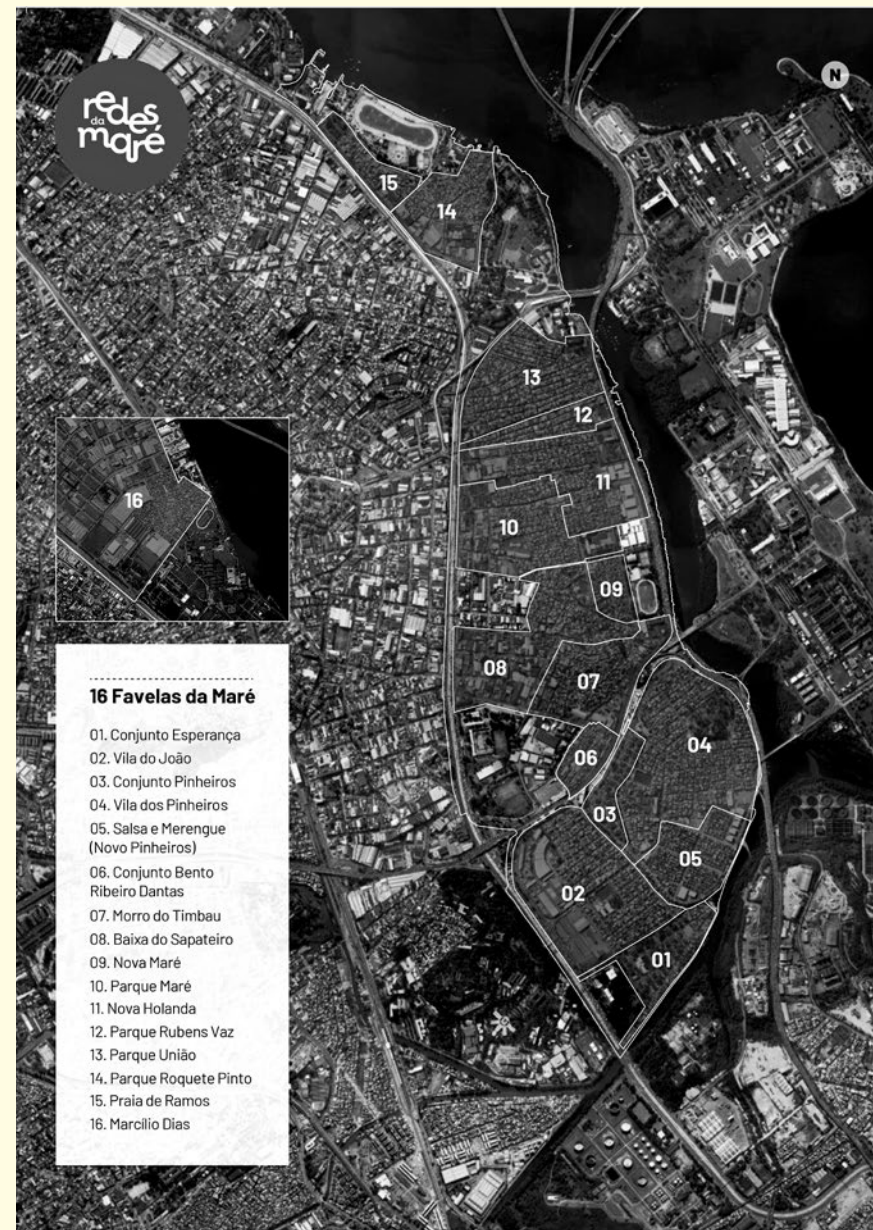 redes
da
maré
N
15
14
13
12
11
10
16
09
08
07
06
04
03
05
02
01
16 Favelas da Maré
01. Conjunto Esperança
02. Vila do João
03. Conjunto Pinheiros
04. Vila dos Pinheiros
05. Salsa e Merengue
(Novo Pinheiros)
06. Conjunto Bento
Ribeiro Dantas
07. Morro do Timbau
08. Baixa do Sapateiro
09. Nova Maré
10. Parque Maré
11. Nova Holanda
12. Parque Rubens Vaz
13. Parque União
14. Parque Roquete Pinto
15. Praia de Ramos
16. Marcílio Dias